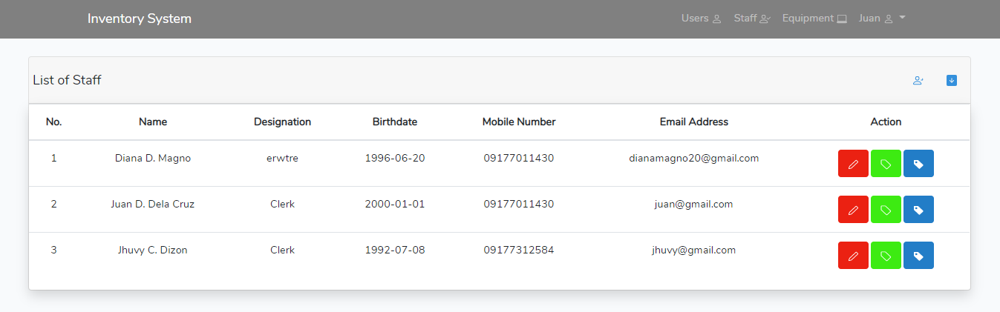 Inventory System Users Staff Equipment Juan
List of Staff
No. Name Designation Birthdate Mobile Number Email Address Action
1 Diana D. Magno erwtre 1996-06-20 09177011430 dianamagno20@gmail.com
2 Juan D. Dela Cruz Clerk 2000-01-01 09177011430 juan@gmail.com
3 Jhuvy C. Dizon Clerk 1992-07-08 09177312584 jhuvy@gmail.com